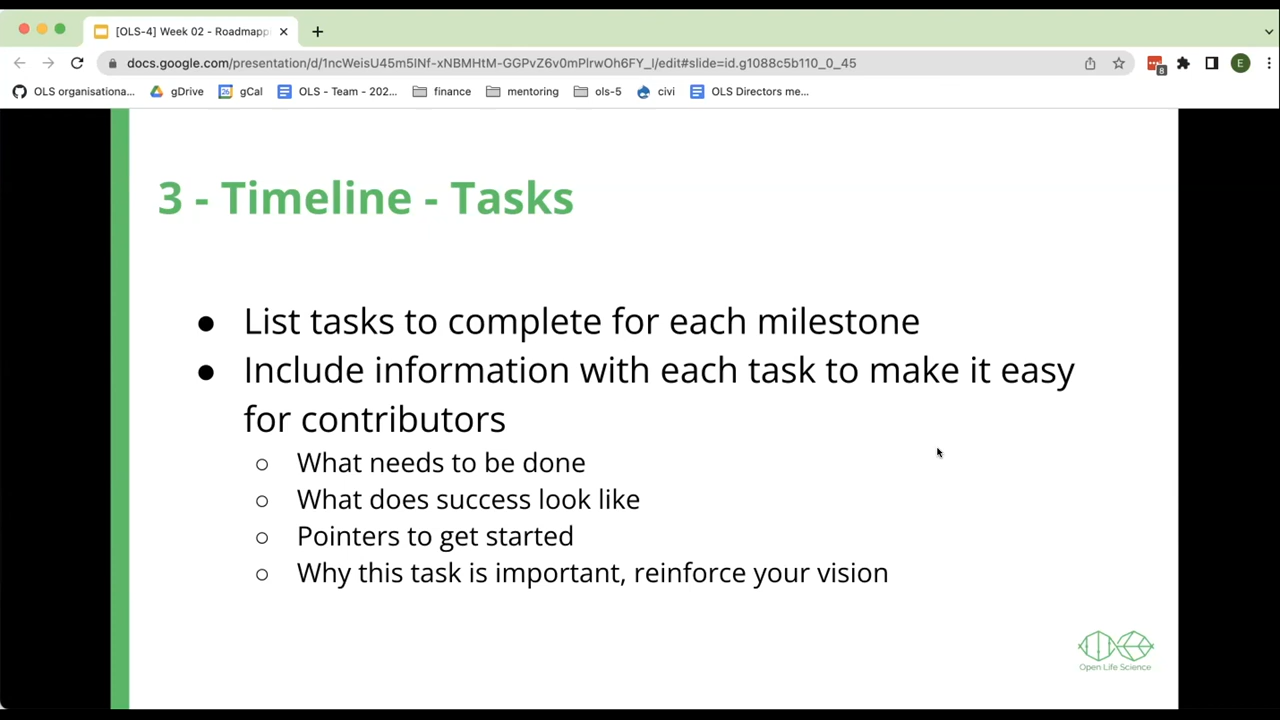 [OLS-4] Week 02 - Roadmapp
docs.google.com/presentation/d/1ncWeisU45m5INf-xNBMHtM-GGPvZ6v0mPlrwOh6FY_I/edit#slide=id.g1088c5b110_0_45
8
E
OLS organisationa... gDrive gCal OLS - Team - 202... finance mentoring ols-5 civi OLS Directors me...
3 - Timeline - Tasks
● List tasks to complete for each milestone
● Include information with each task to make it easy
for contributors
○ What needs to be done
○ What does success look like
○ Pointers to get started
○ Why this task is important, reinforce your vision
Open Life Science